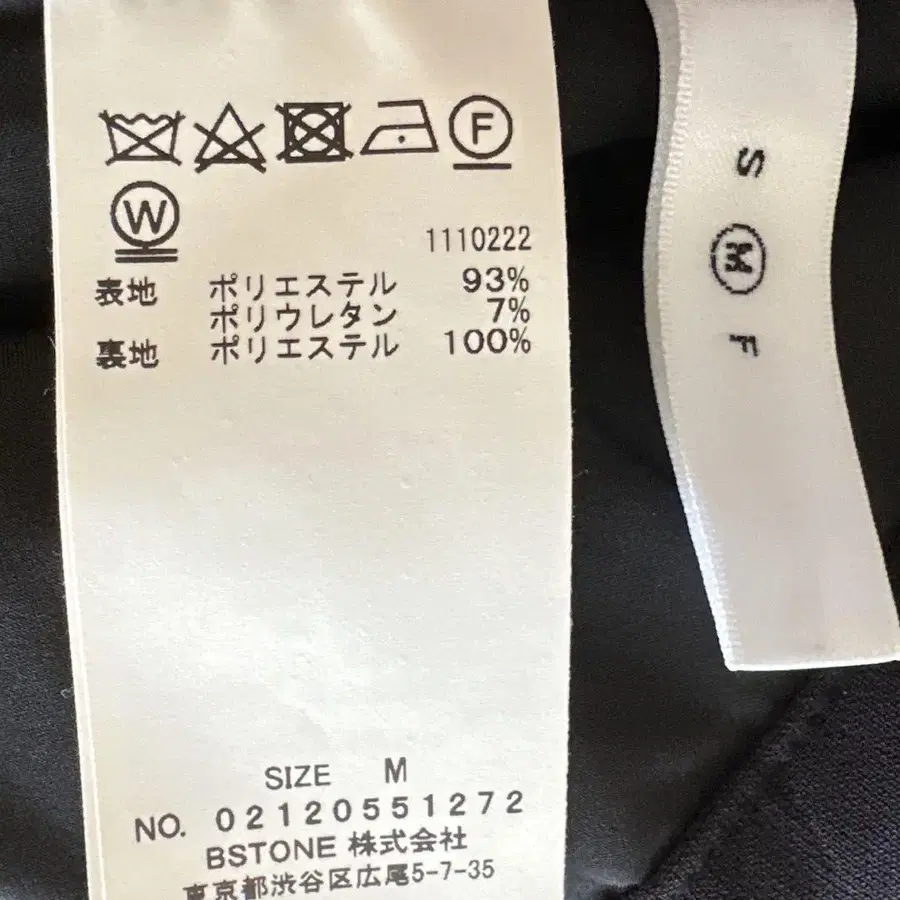 F
W
1110222
表地 ポリエステル 93%
ポリウレタン 7%
裏地 ポリエステル 100%
SIZE M
NO. 02120551272
BSTONE 株式会社
東京都渋谷区広尾5-7-35
S
M
F